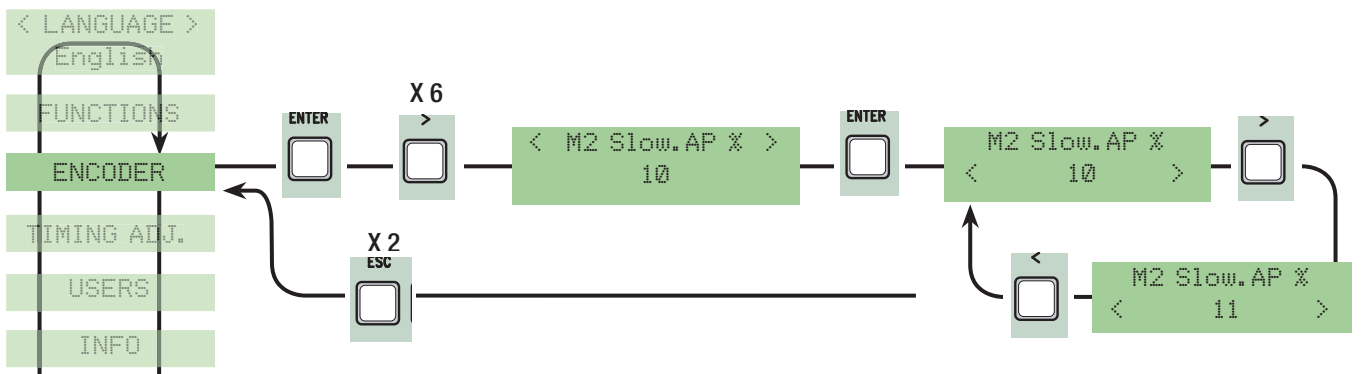 < LANGUAGE >
English
FUNCTIONS
ENCODER
TIMING ADJ.
USERS
INFO
ENTER
X 6
>
< M2 Slow.AP % >
10
ENTER
M2 Slow.AP %
< 10 >
>
X 2
ESC
<
M2 Slow.AP %
< 11 >